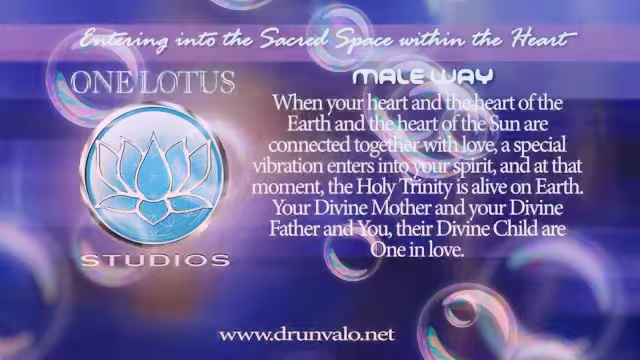 Entering into the Sacred Space within the Heart
ONE LOTUS
STUDIOS
MALE WAY
When your heart and the heart of the
Earth and the heart of the Sun are
connected together with love, a special
vibration enters into your spirit, and at that
moment, the Holy Trinity is alive on Earth.
Your Divine Mother and your Divine
Father and You, their Divine Child are
One in love.
www.drunvalo.net